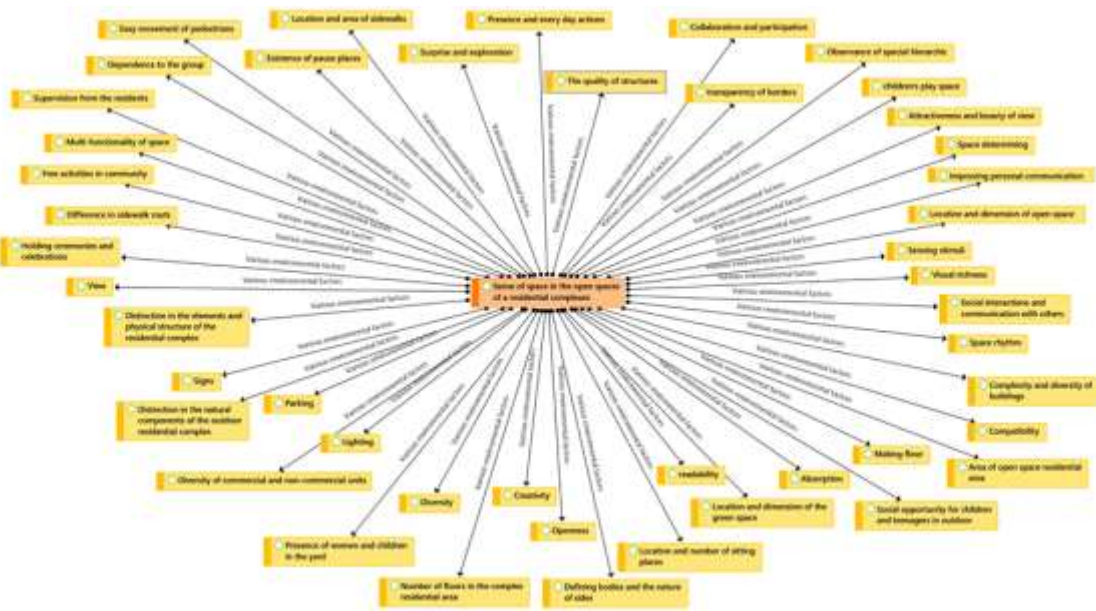 Easy movement of pedestrians
Location and area of sidewalks
Presence and every day actions
Collaboration and participation
Existence of pause places
Surprise and exploration
Observance of special hierarchic
Dependence to the group
The quality of structures
transparency of borders
childrens play space
Supervision from the residents
Attractiveness and beauty of view
Multi-functionality of space
Space determining
Free activities in community
Improving personal communication
Difference in sidewalk roots
Location and dimension of open space
Holding ceremonies and
celebrations
Sensing stimuli
View
Visual richness
Sense of space in the open spaces
of a residential complexes
Distinction in the elements and
physical structure of the
residential complex
Social interactions and
communication with others
Space rhythm
Signs
Complexity and diversity of
buildings
Distinction in the natural
components of the outdoor
residential complex
Parking
Compatibility
Lighting
Making floor
Area of open space residential
area
Diversity of commercial and non-commercial units
readability
Absorption
Diversity
Creativity
Location and dimension of the
green space
Social opportunity for children
and teenagers in outdoor
Openness
Presence of women and children
in the yard
Location and number of sitting
places
Number of floors in the complex
residential area
Defining bodies and the nature
of sides
Various environmental factors